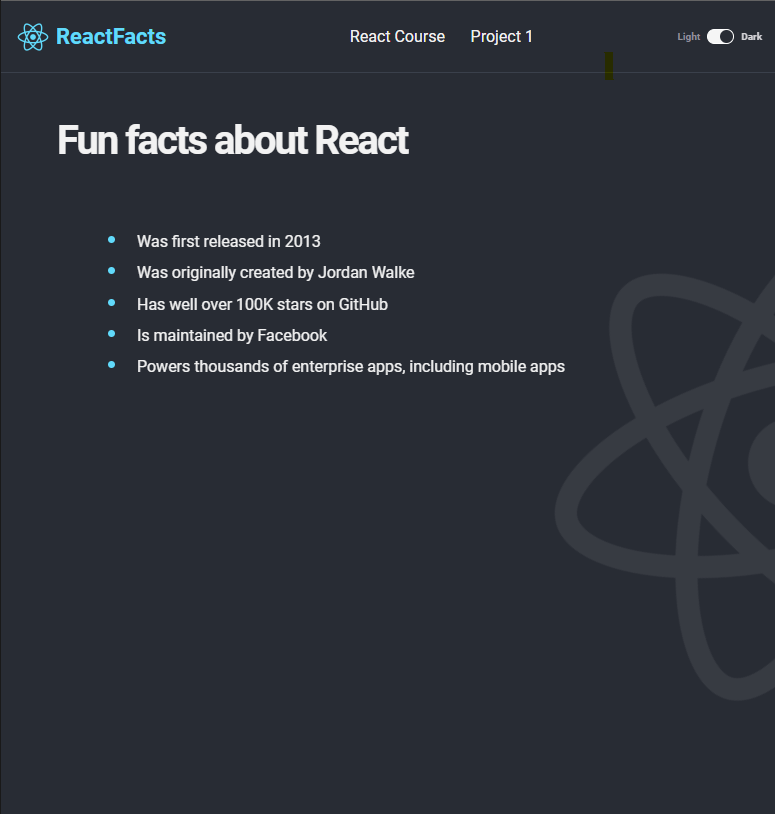 ReactFacts React Course Project 1 Light Dark
Fun facts about React
Was first released in 2013
Was originally created by Jordan Walke
Has well over 100K stars on GitHub
Is maintained by Facebook
Powers thousands of enterprise apps, including mobile apps